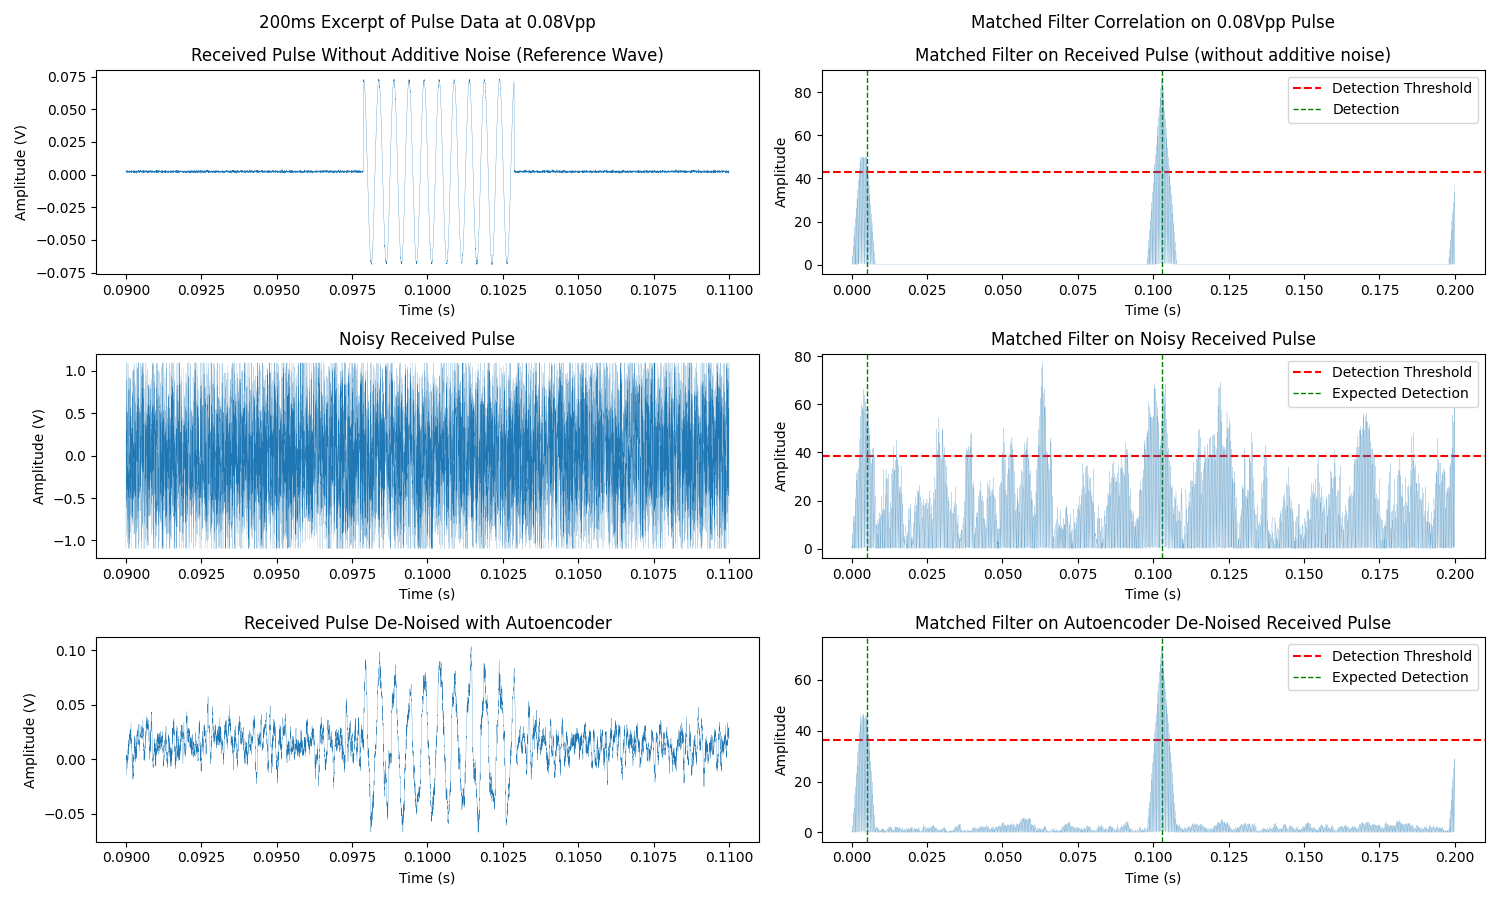 200ms Excerpt of Pulse Data at 0.08Vpp
Received Pulse Without Additive Noise (Reference Wave)
Amplitude (V)
0.075
0.050
0.025
0.000
−0.025
−0.050
−0.075
0.0900 0.0925 0.0950 0.0975 0.1000 0.1025 0.1050 0.1075 0.1100
Time (s)
Matched Filter Correlation on 0.08Vpp Pulse
Matched Filter on Received Pulse (without additive noise)
Amplitude
80
60
40
20
0
Detection Threshold
Detection
0.000 0.025 0.050 0.075 0.100 0.125 0.150 0.175 0.200
Time (s)
Noisy Received Pulse
Amplitude (V)
1.0
0.5
0.0
−0.5
−1.0
0.0900 0.0925 0.0950 0.0975 0.1000 0.1025 0.1050 0.1075 0.1100
Time (s)
Matched Filter on Noisy Received Pulse
Amplitude
80
60
40
20
0
Detection Threshold
Expected Detection
0.000 0.025 0.050 0.075 0.100 0.125 0.150 0.175 0.200
Time (s)
Received Pulse De-Noised with Autoencoder
Amplitude (V)
0.10
0.05
0.00
−0.05
0.0900 0.0925 0.0950 0.0975 0.1000 0.1025 0.1050 0.1075 0.1100
Time (s)
Matched Filter on Autoencoder De-Noised Received Pulse
Amplitude
60
40
20
0
Detection Threshold
Expected Detection
0.000 0.025 0.050 0.075 0.100 0.125 0.150 0.175 0.200
Time (s)